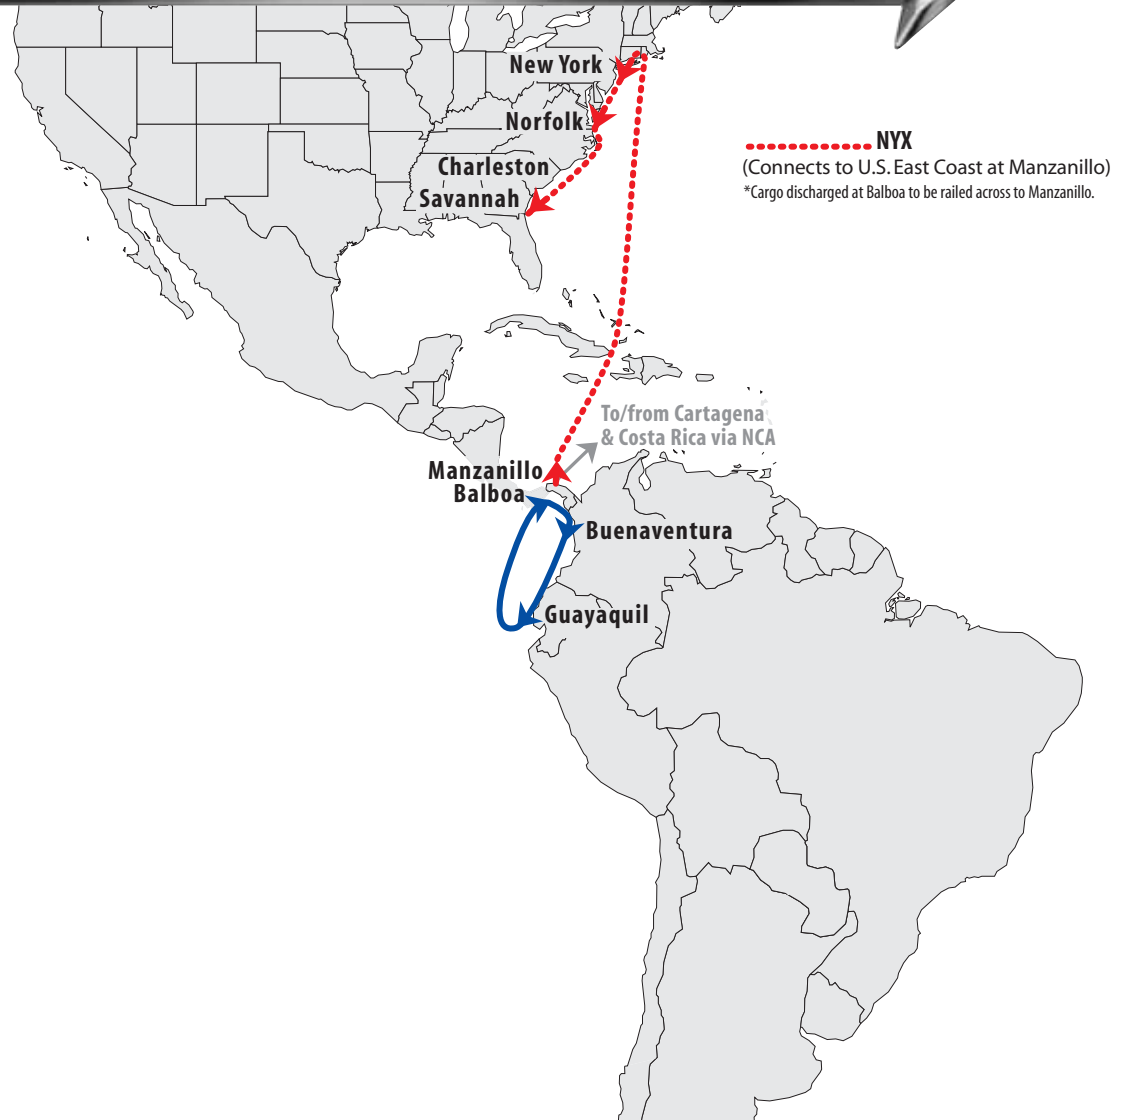 New York
Norfolk
NYX
(Connects to U.S. East Coast at Manzanillo)
*Cargo discharged at Balboa to be railed across to Manzanillo.
Charleston
Savannah
To/from Cartagena
& Costa Rica via NCA
Manzanillo
Balboa
Buenaventura
Guayaquil